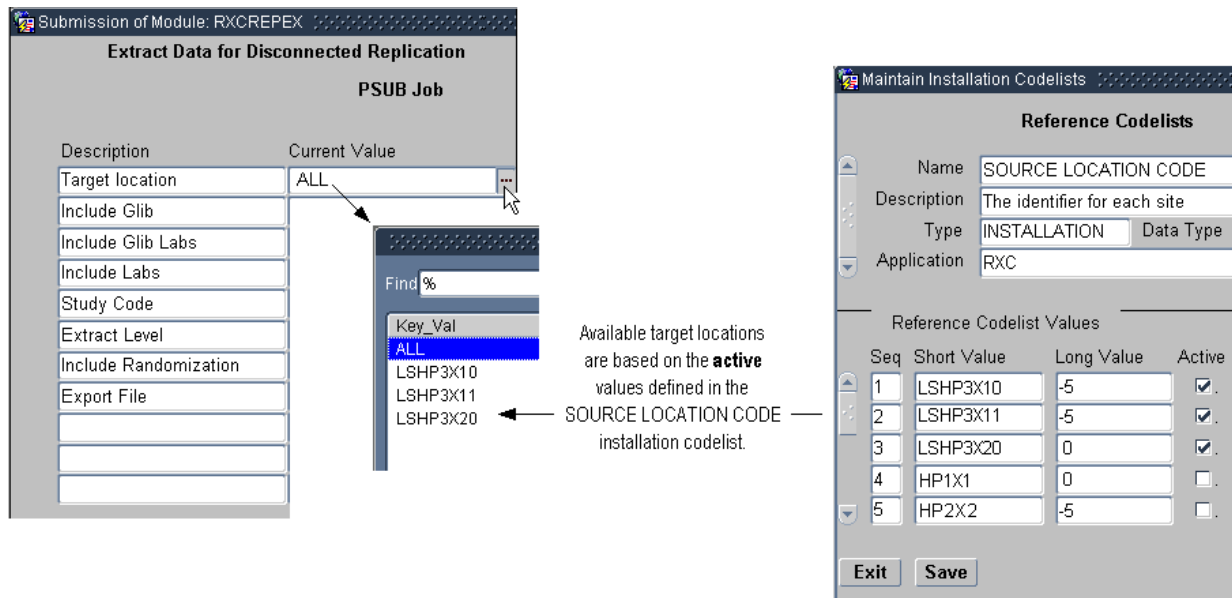 Submission of Module: RXCREPEX
Extract Data for Disconnected Replication
PSUB Job
Description Current Value
Target location ALL ...
Include Glib
Include Glib Labs
Include Labs
Study Code
Extract Level
Include Randomization
Export File
Find %
Key_Val
ALL
LSHP3X10
LSHP3X11
LSHP3X20
Available target locations
are based on the active
values defined in the
SOURCE LOCATION CODE
installation codelist.
Maintain Installation Codelists
Reference Codelists
Name SOURCE LOCATION CODE
Description The identifier for each site
Type INSTALLATION Data Type
Application RXC
Reference Codelist Values
Seq Short Value Long Value Active
1 LSHP3X10 -5 .
2 LSHP3X11 -5 .
3 LSHP3X20 0 .
4 HP1X1 0 .
5 HP2X2 -5 .
Exit Save